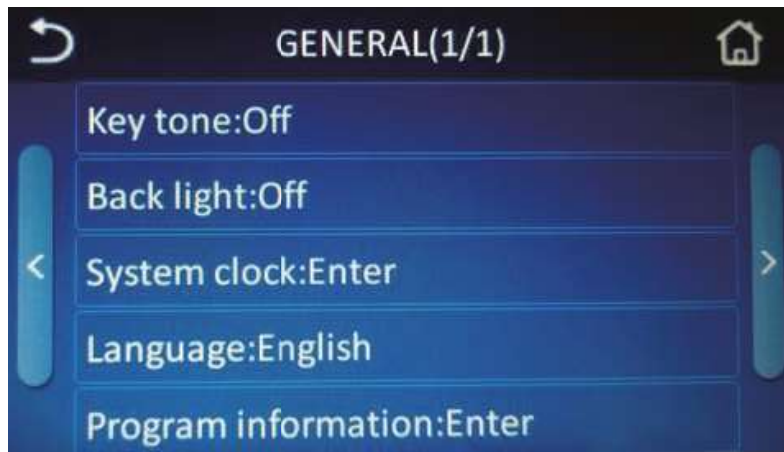 GENERAL(1/1)
Key tone:Off
Back light:Off
System clock:Enter
Language:English
Program information:Enter